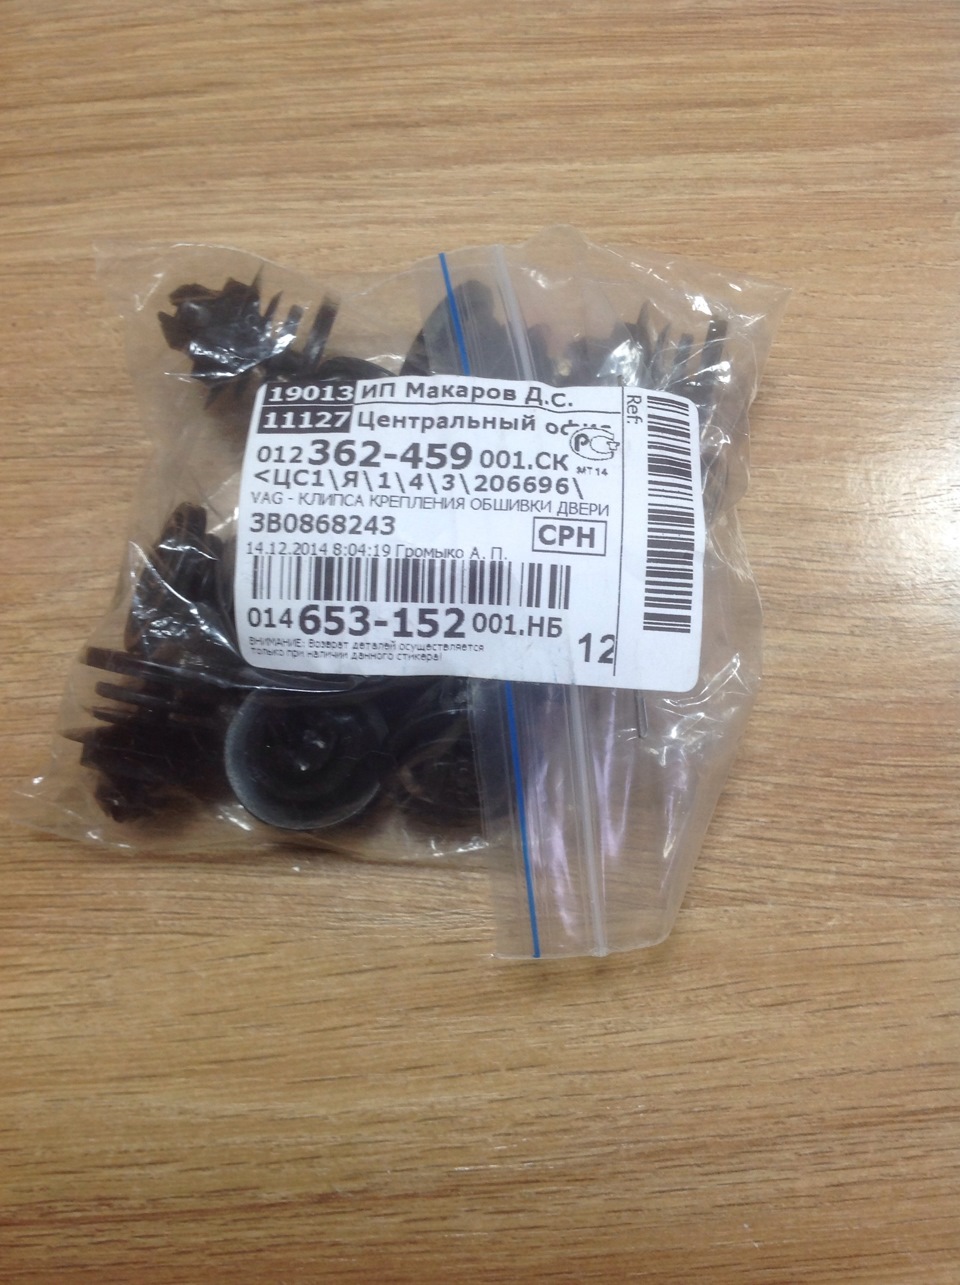 19013 ИП Макаров Д.С.
11127 Центральный офис
012 362-459 001.СК
МТ14
<ЦС1\Я\1\4\3\206696\
VAG - КЛИПСА КРЕПЛЕНИЯ ОБШИВКИ ДВЕРИ
3B0868243
CPH
14.12.2014 8:04:19 Громыко А. П.
014 653-152 001.НБ
ВНИМАНИЕ: Возврат деталей осуществляется
только при наличии данного стикера!
12
Ref: